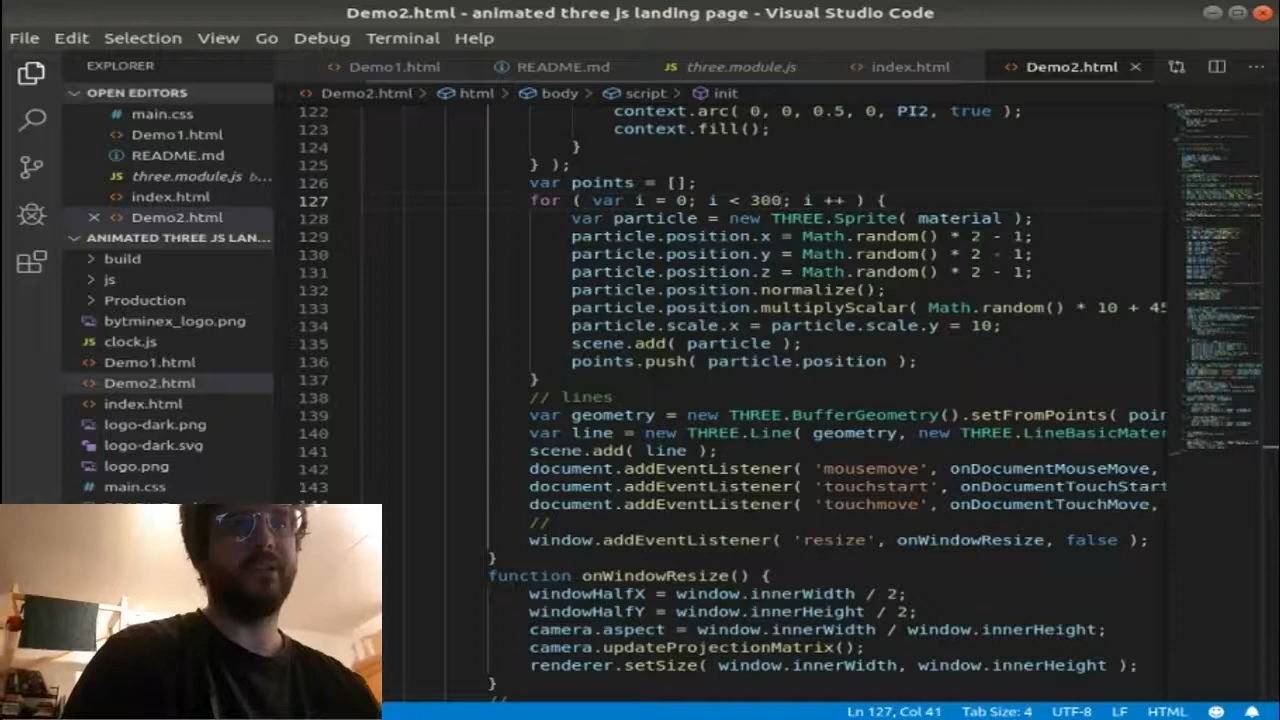 Demo2.html - animated three js landing page - Visual Studio Code
File Edit Selection View Go Debug Terminal Help
EXPLORER
OPEN EDITORS
main.css
Demo1.html
README.md
three.module.js b...
index.html
Demo2.html
ANIMATED THREE JS LAN...
build
js
Production
bytminex_logo.png
JS clock.js
Demo1.html
Demo2.html
index.html
logo-dark.png
logo-dark.svg
logo.png
main.css
Demo1.html README.md JS three.module.js index.html Demo2.html
Demo2.html > html > body > script > init
122 context.arc( 0, 0, 0.5, 0, PI2, true );
123 context.fill();
124 }
125 } );
126 var points = [];
127 for ( var i = 0; i < 300; i ++ ) {
128 var particle = new THREE.Sprite( material );
129 particle.position.x = Math.random() * 2 - 1;
130 particle.position.y = Math.random() * 2 - 1;
131 particle.position.z = Math.random() * 2 - 1;
132 particle.position.normalize();
133 particle.position.multiplyScalar( Math.random() * 10 + 45
134 particle.scale.x = particle.scale.y = 10;
135 scene.add( particle );
136 points.push( particle.position );
137 }
138 // lines
139 var geometry = new THREE.BufferGeometry().setFromPoints( poin
140 var line = new THREE.Line( geometry, new THREE.LineBasicMater
141 scene.add( line );
142 document.addEventListener( 'mousemove', onDocumentMouseMove,
143 document.addEventListener( 'touchstart', onDocumentTouchStart
document.addEventListener( 'touchmove', onDocumentTouchMove,
//
window.addEventListener( 'resize', onWindowResize, false );
}
function onWindowResize() {
windowHalfX = window.innerWidth / 2;
windowHalfY = window.innerHeight / 2;
camera.aspect = window.innerWidth / window.innerHeight;
camera.updateProjectionMatrix();
renderer.setSize( window.innerWidth, window.innerHeight );
}
//
Ln 127, Col 41 Tab Size: 4 UTF-8 LF HTML